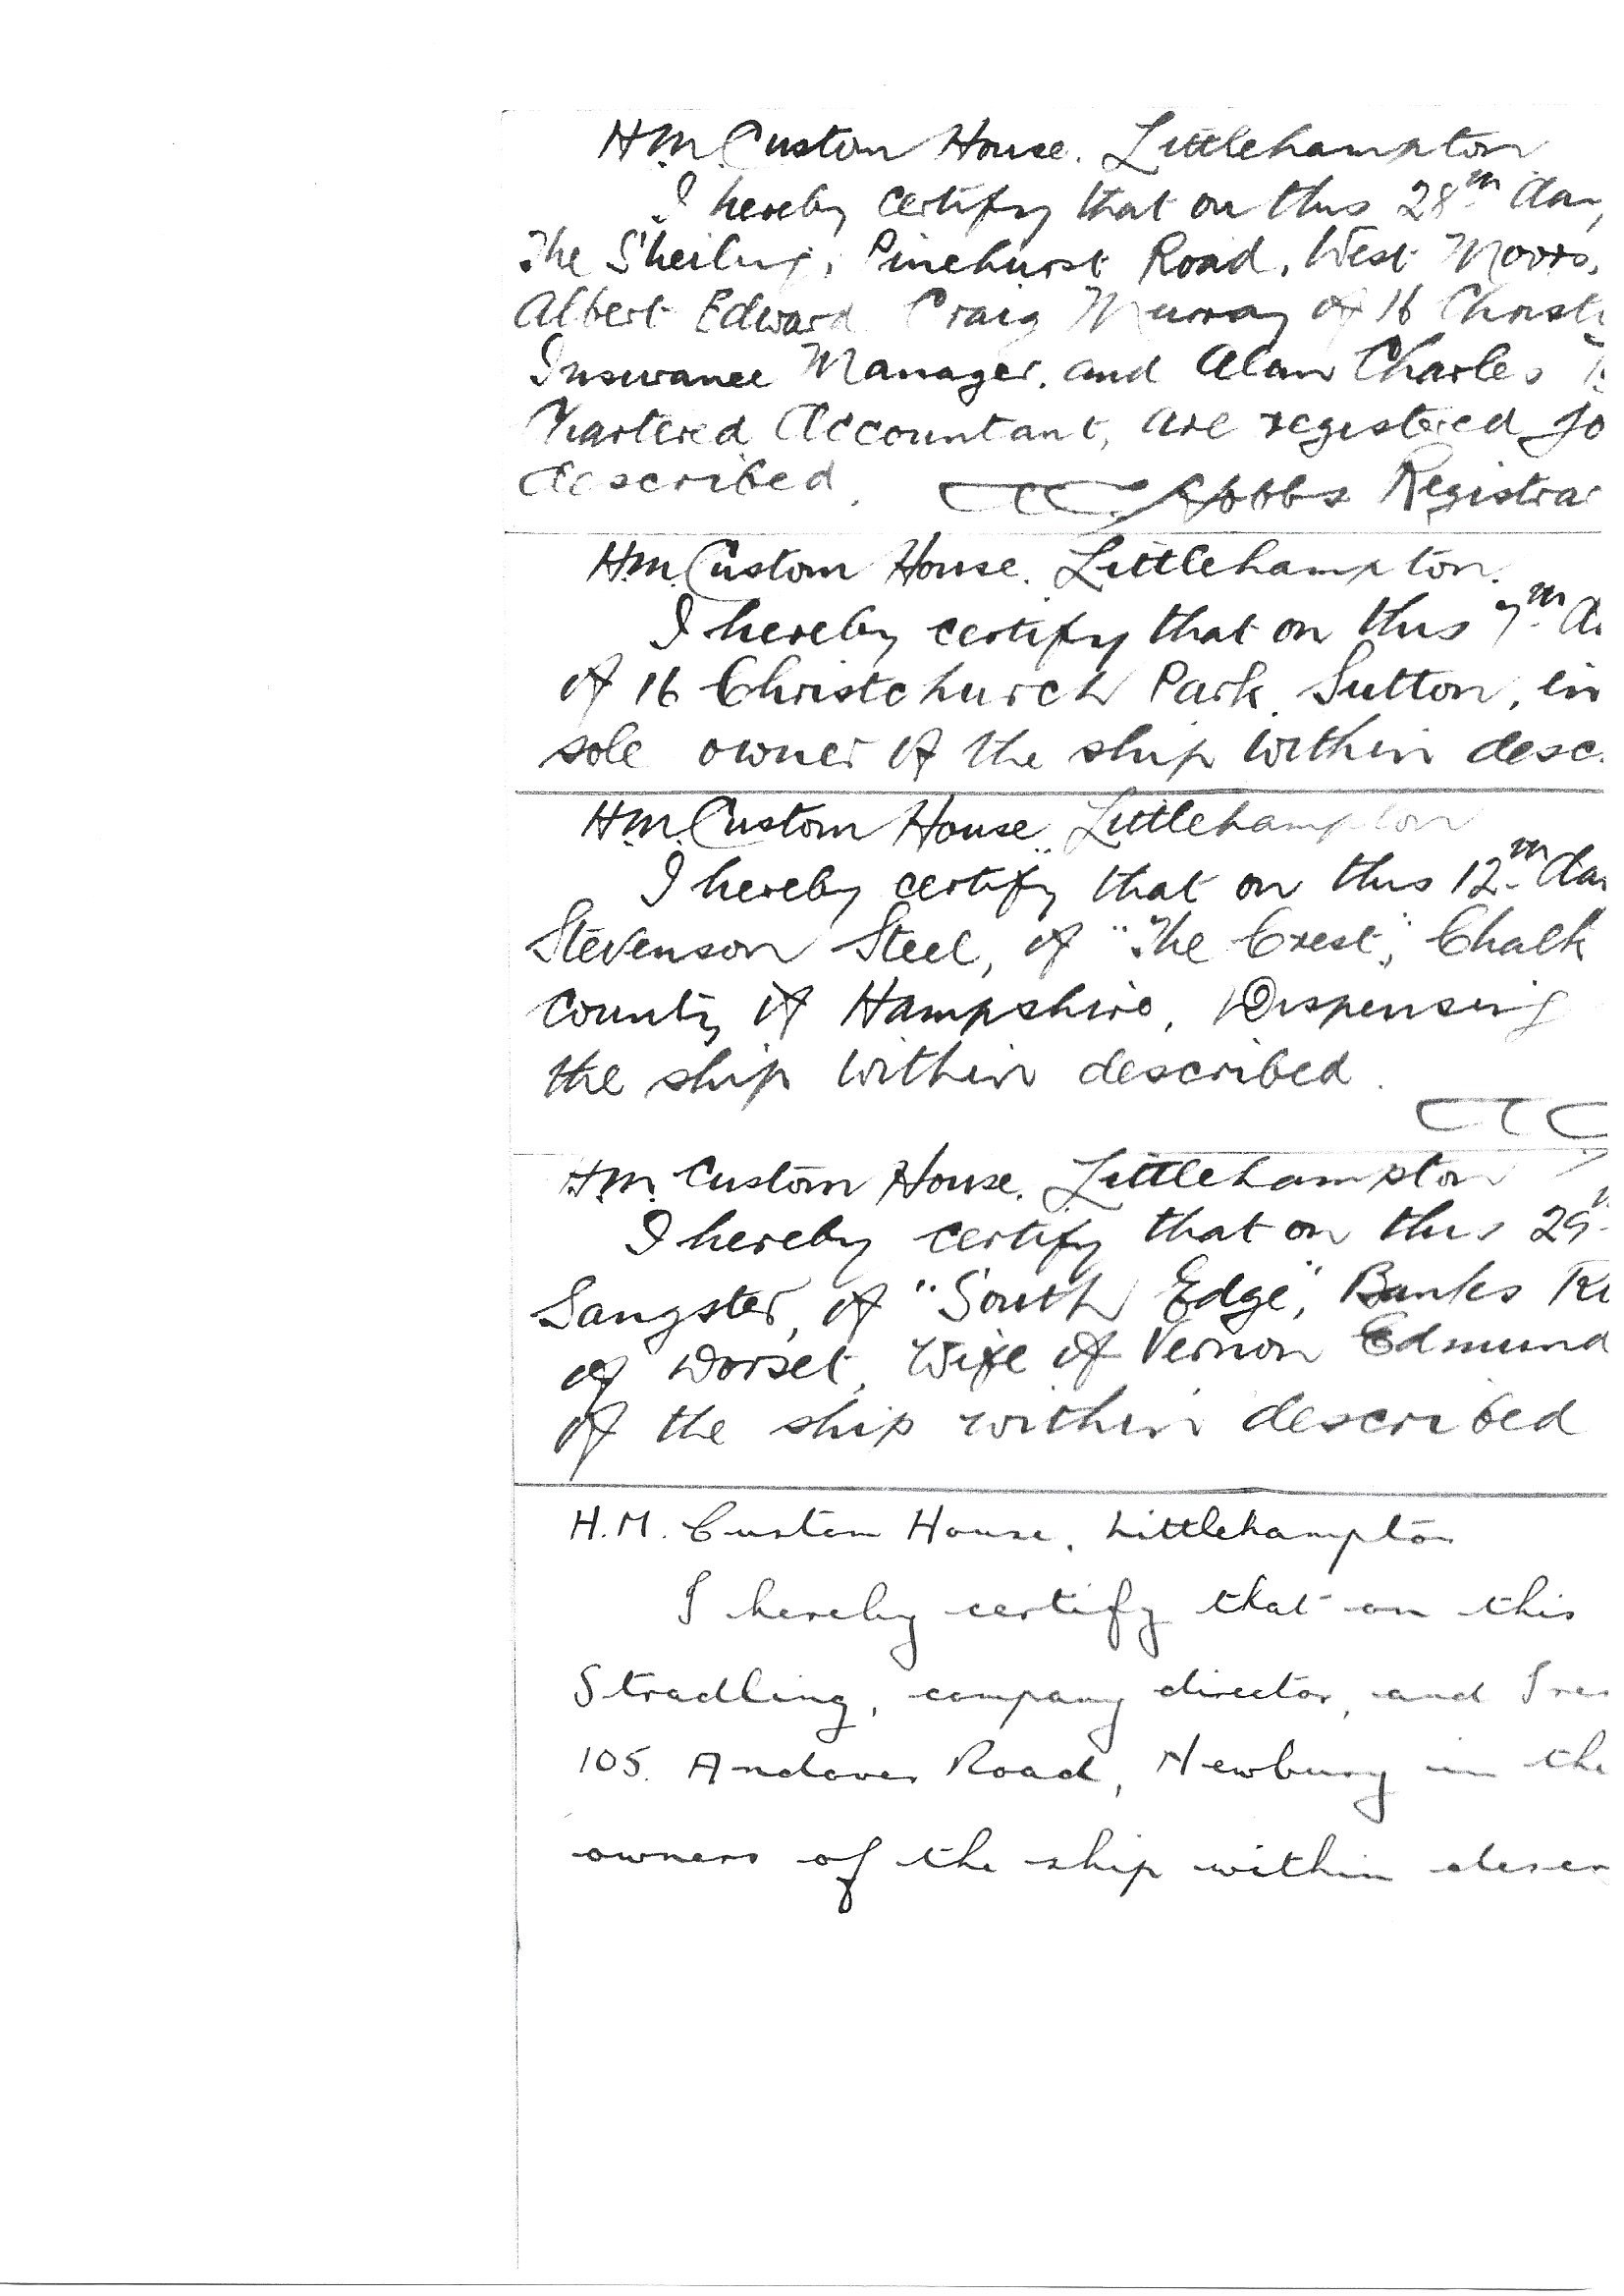 H.M. Custom House. Littlehampton
I hereby certify that on this 28th day
The Sheiling, Pinehurst Road, West Moors,
Albert Edward Craig Murray of 16 Christ
Insurance Manager, and Alan Charles
Chartered Accountant, are registered jo
described. Hobbs Registrar
H.M. Custom House. Littlehampton.
I hereby certify that on this 7th da
of 16 Christchurch Park, Sutton, in
sole owner of the ship within desc
H.M. Custom House. Littlehampton
I hereby certify that on this 12th day
Stevenson Steel, of "The Crest", Chalk
County of Hampshire, Dispensing
the ship within described.
H.M. Custom House. Littlehampton
I hereby certify that on this 29
Sangster, of "South Edge", Banks
of Dorset, Wife of Vernon Edmund
of the ship within described
H.M. Custom House, Littlehampton
I hereby certify that on this
Stradling, company director, and
105. Andover Road, Newbury in the
owners of the ship within descr